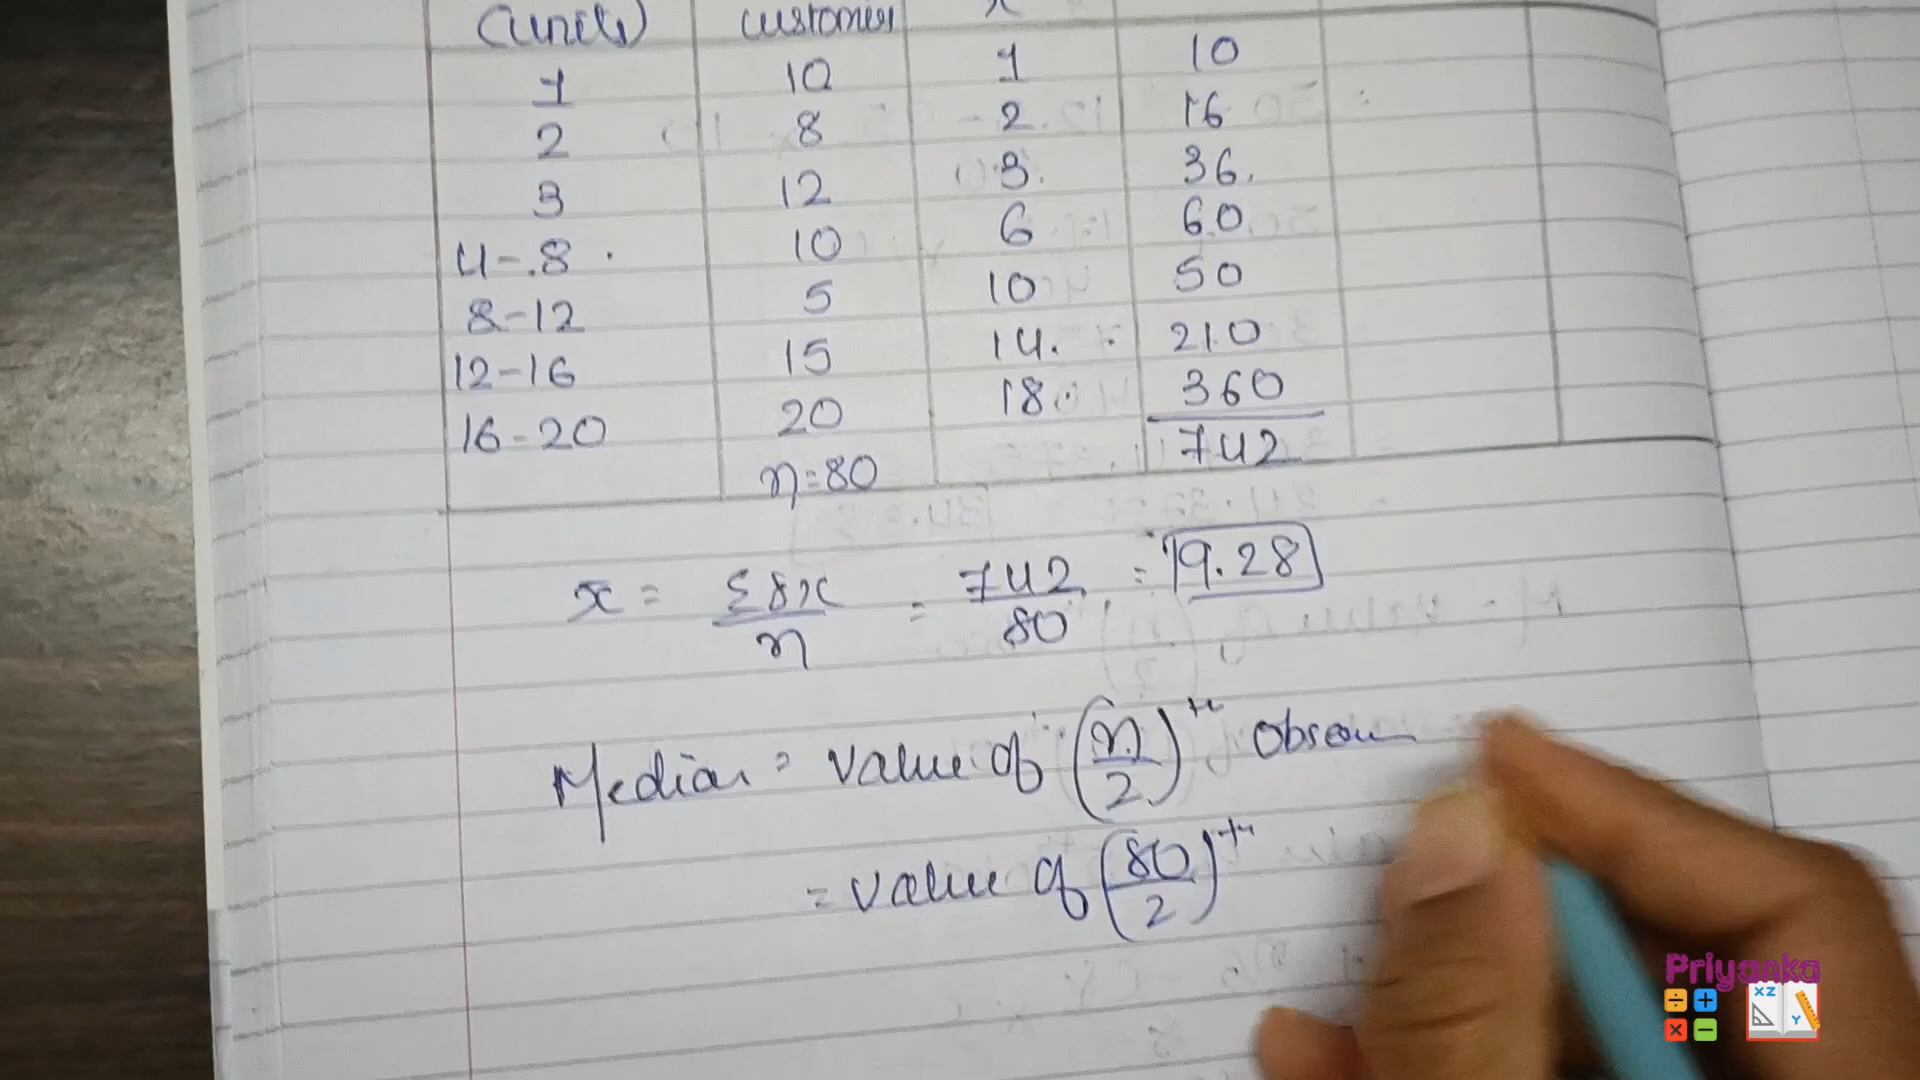 (units) customer x
1 10 1 10
2 8 2 16
3 12 3. 36.
4-.8 10 6 60
8-12 5 10 50
12-16 15 14. 210
16-20 20 18. 360
n=80 742
x = Σfx/n = 742/80 = 9.28
Median = value of (n/2)th
= value of (80/2)th
Priyanka
XZ
Y